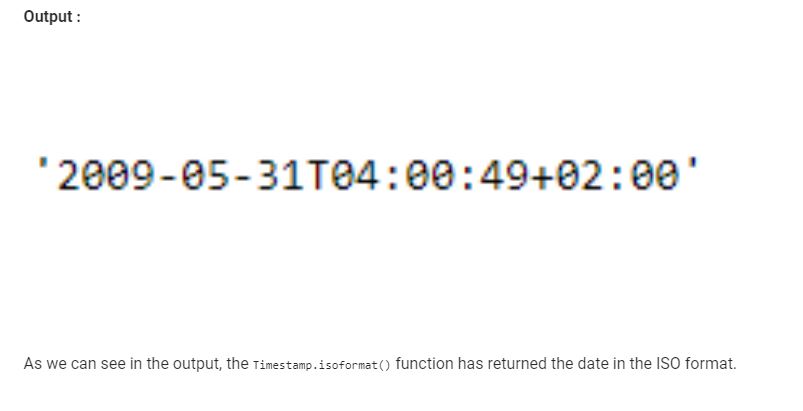 Output :
'2009-05-31T04:00:49+02:00'
As we can see in the output, the Timestamp.isoformat() function has returned the date in the ISO format.